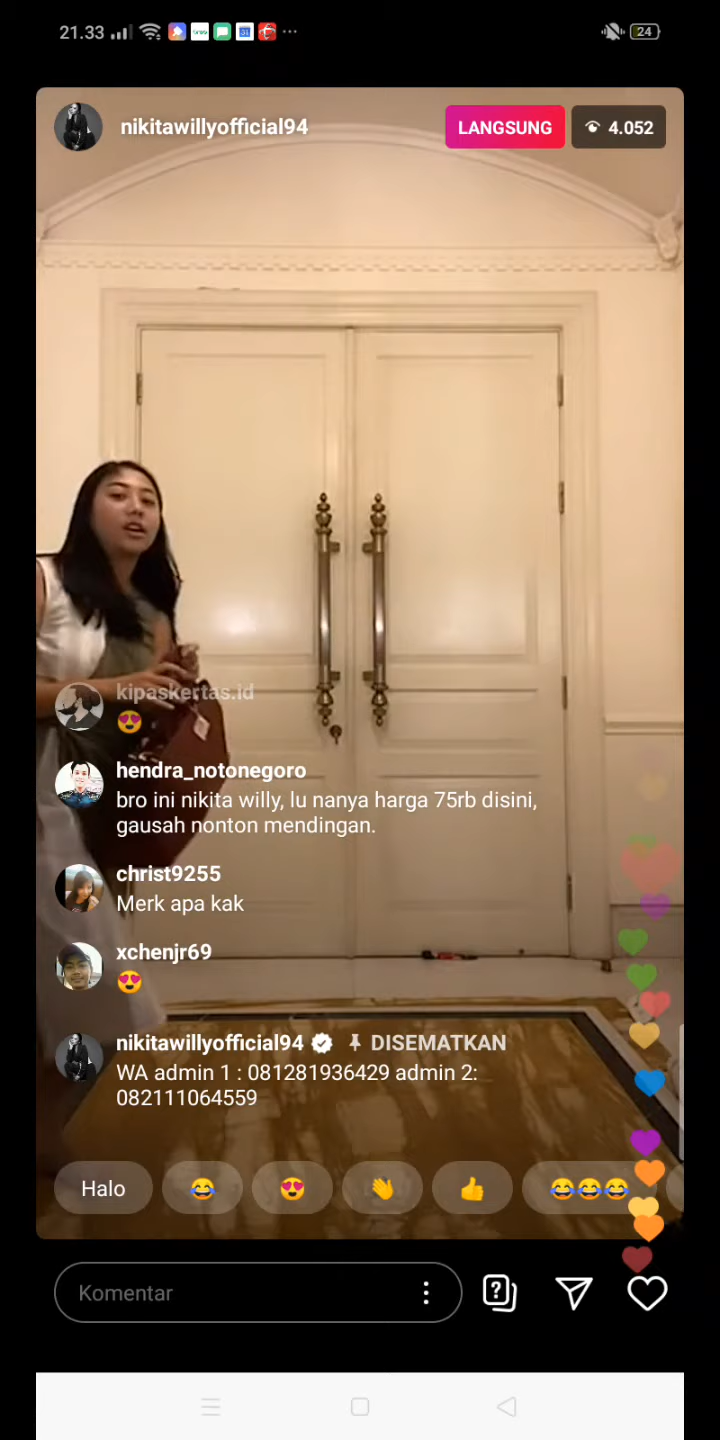 21.33
24
nikitawillyofficial94
LANGSUNG
4.052
kipaskertas.id
😍
hendra_notonegoro
bro ini nikita willy, lu nanya harga 75rb disini,
gausah nonton mendingan.
christ9255
Merk apa kak
xchenjr69
😍
nikitawillyofficial94 DISEMATKAN
WA admin 1 : 081281936429 admin 2:
082111064559
Halo 😂 😍 👋 👍 😂😂😂
Komentar